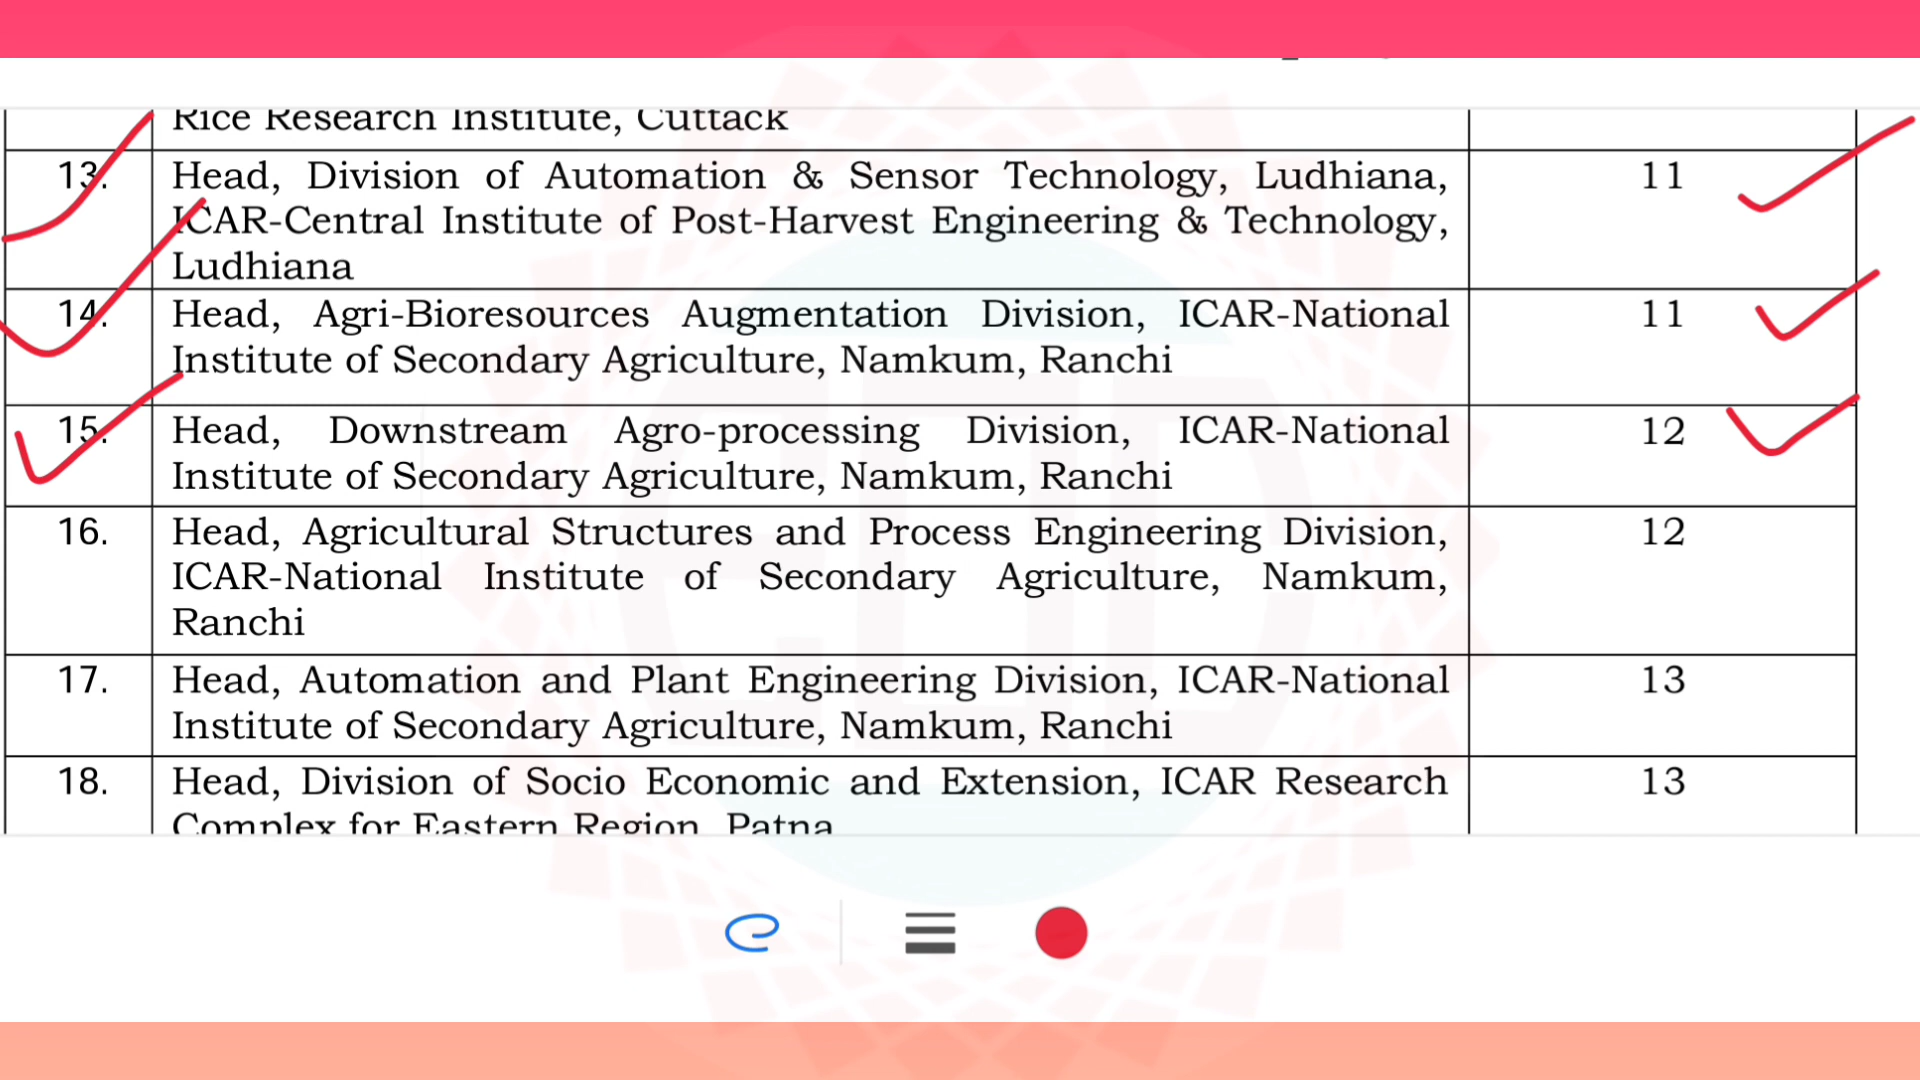 Rice Research Institute, Cuttack
13. Head, Division of Automation & Sensor Technology, Ludhiana, 11
ICAR-Central Institute of Post-Harvest Engineering & Technology,
Ludhiana
14. Head, Agri-Bioresources Augmentation Division, ICAR-National 11
Institute of Secondary Agriculture, Namkum, Ranchi
15. Head, Downstream Agro-processing Division, ICAR-National 12
Institute of Secondary Agriculture, Namkum, Ranchi
16. Head, Agricultural Structures and Process Engineering Division, 12
ICAR-National Institute of Secondary Agriculture, Namkum,
Ranchi
17. Head, Automation and Plant Engineering Division, ICAR-National 13
Institute of Secondary Agriculture, Namkum, Ranchi
18. Head, Division of Socio Economic and Extension, ICAR Research 13
Complex for Eastern Region, Patna